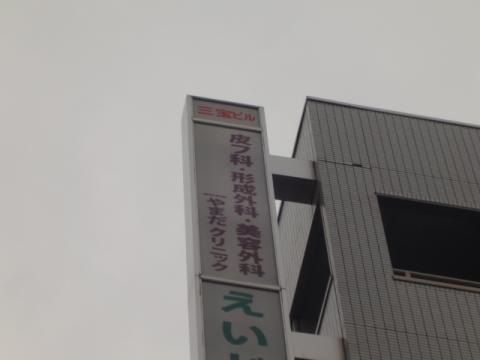 三宝ビル
皮フ科・形成外科・美容外科
やまだクリニック
えい